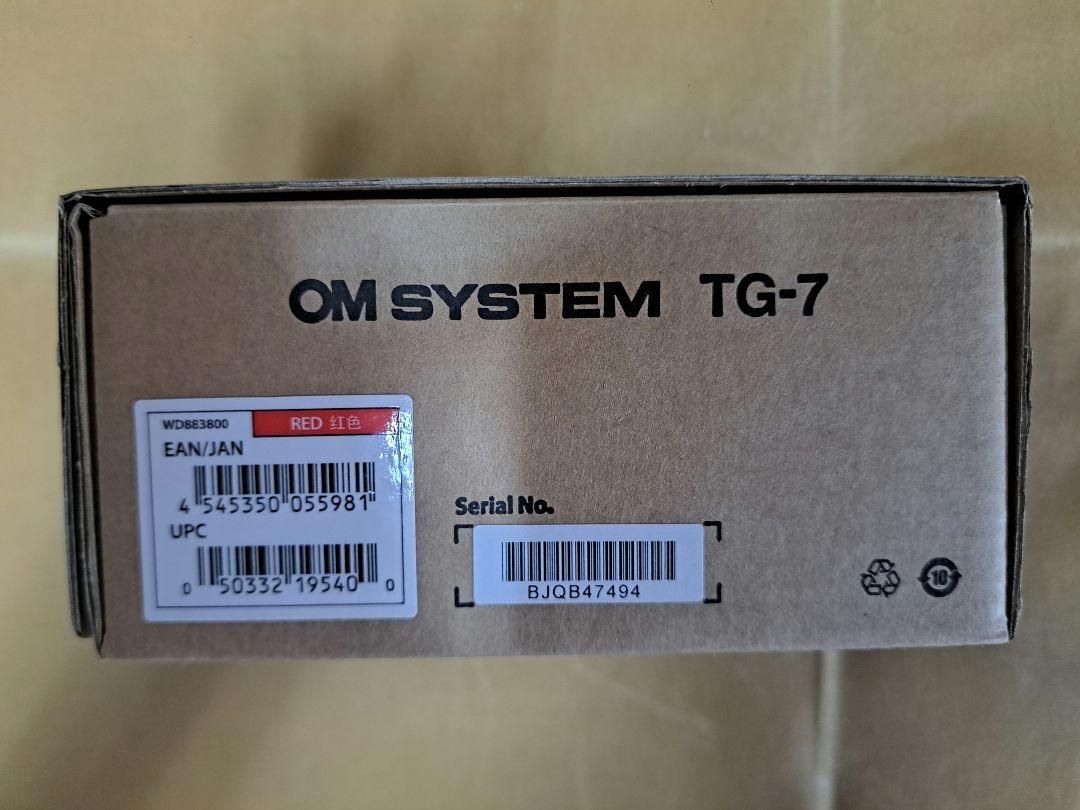 OM SYSTEM TG-7
WD883800 RED 红色
EAN/JAN
4 545350 055981
UPC
0 50332 19540 0
Serial No.
BJQB47494
10